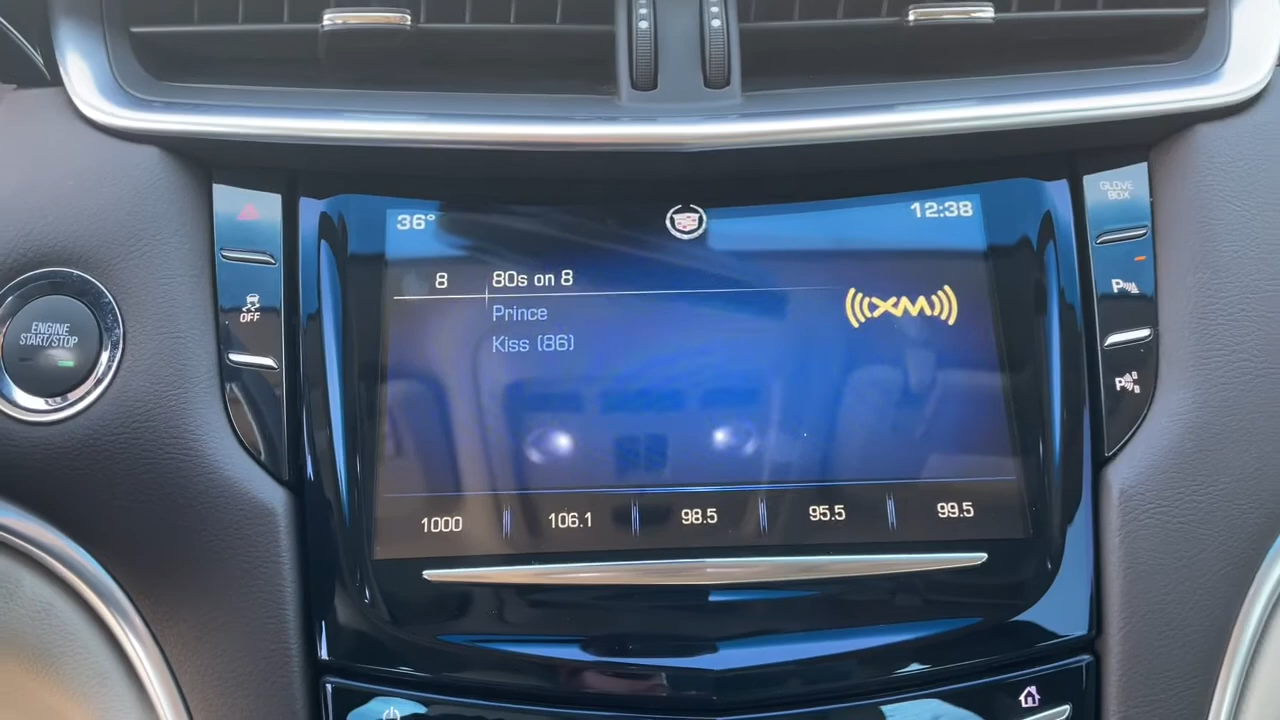 GLOVE
BOX
36°
12:38
8 80s on 8
((XM))
Prince
Kiss (86)
OFF
ENGINE
START/STOP
P
P
1000 106.1 98.5 95.5 99.5